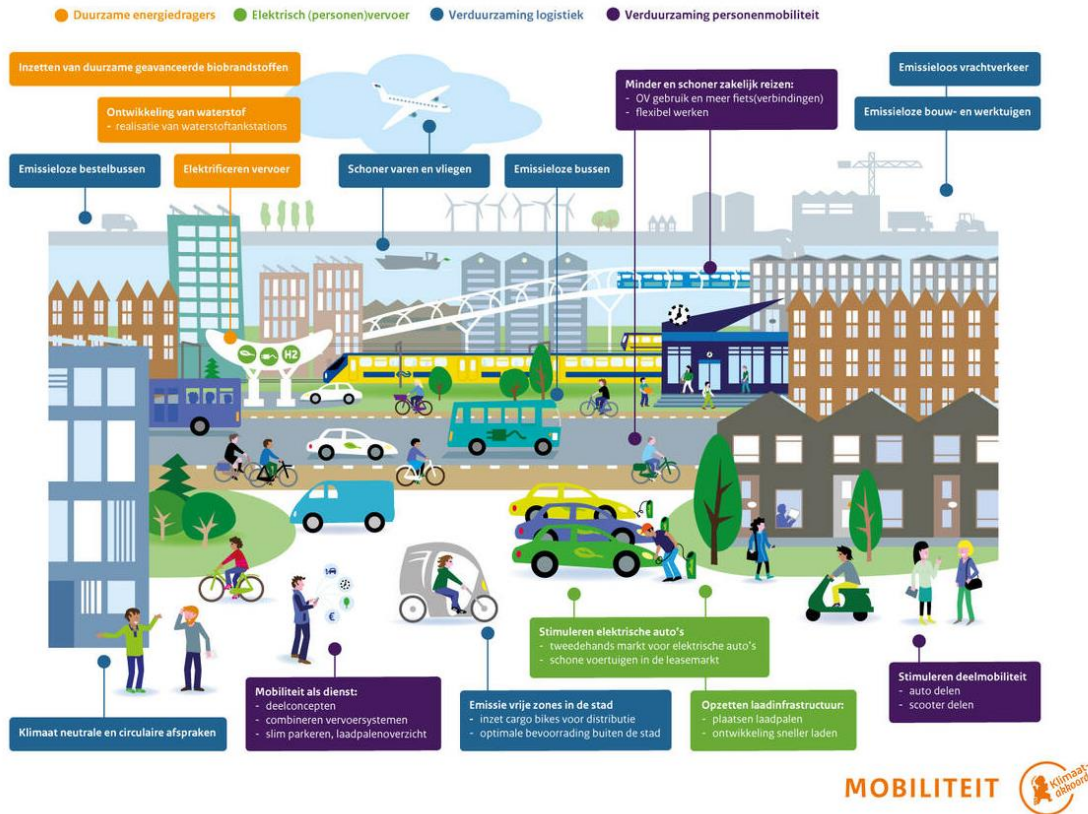 Duurzame energiedragers
Elektrisch (personen)vervoer
Verduurzaming logistiek
Verduurzaming personenmobiliteit
Inzetten van duurzame geavanceerde biobrandstoffen
Ontwikkeling van waterstof
- realisatie van waterstoftankstations
Emissieloze bestelbussen
Elektrificeren vervoer
Schoner varen en vliegen
Emissieloze bussen
Minder en schoner zakelijk reizen:
- OV gebruik en meer fiets(verbindingen)
- flexibel werken
Emissieloos vrachtverkeer
Emissieloze bouw- en werktuigen
H2
€
Stimuleren elektrische auto's
- tweedehands markt voor elektrische auto's
- schone voertuigen in de leasemarkt
Klimaat neutrale en circulaire afspraken
Mobiliteit als dienst:
- deelconcepten
- combineren vervoersystemen
- slim parkeren, laadpalenoverzicht
Emissie vrije zones in de stad
- inzet cargo bikes voor distributie
- optimale bevoorrading buiten de stad
Opzetten laadinfrastructuur:
- plaatsen laadpalen
- ontwikkeling sneller laden
Stimuleren deelmobiliteit
- auto delen
- scooter delen
MOBILITEIT
Klimaat-
akkoord